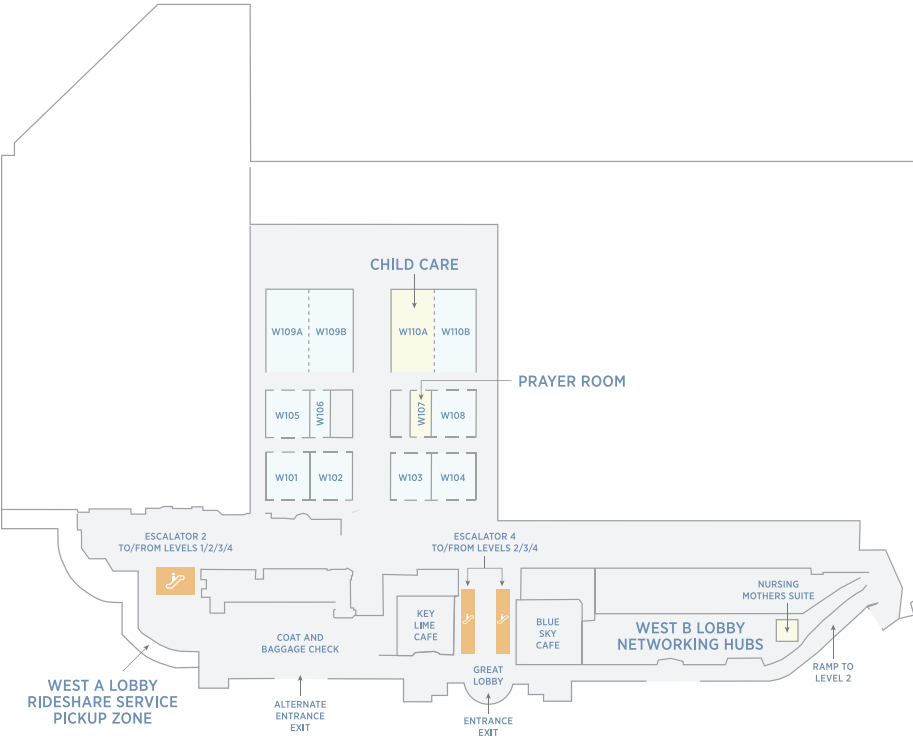 CHILD CARE
W109A
W109B
W110A
W110B
PRAYER ROOM
W105
W106
W107
W108
W101
W102
W103
W104
ESCALATOR 2
TO/FROM LEVELS 1/2/3/4
ESCALATOR 4
TO/FROM LEVELS 2/3/4
NURSING
MOTHERS SUITE
KEY
LIME
CAFE
BLUE
SKY
CAFE
WEST B LOBBY
NETWORKING HUBS
COAT AND
BAGGAGE CHECK
GREAT
LOBBY
RAMP TO
LEVEL 2
WEST A LOBBY
RIDESHARE SERVICE
PICKUP ZONE
ALTERNATE
ENTRANCE
EXIT
ENTRANCE
EXIT